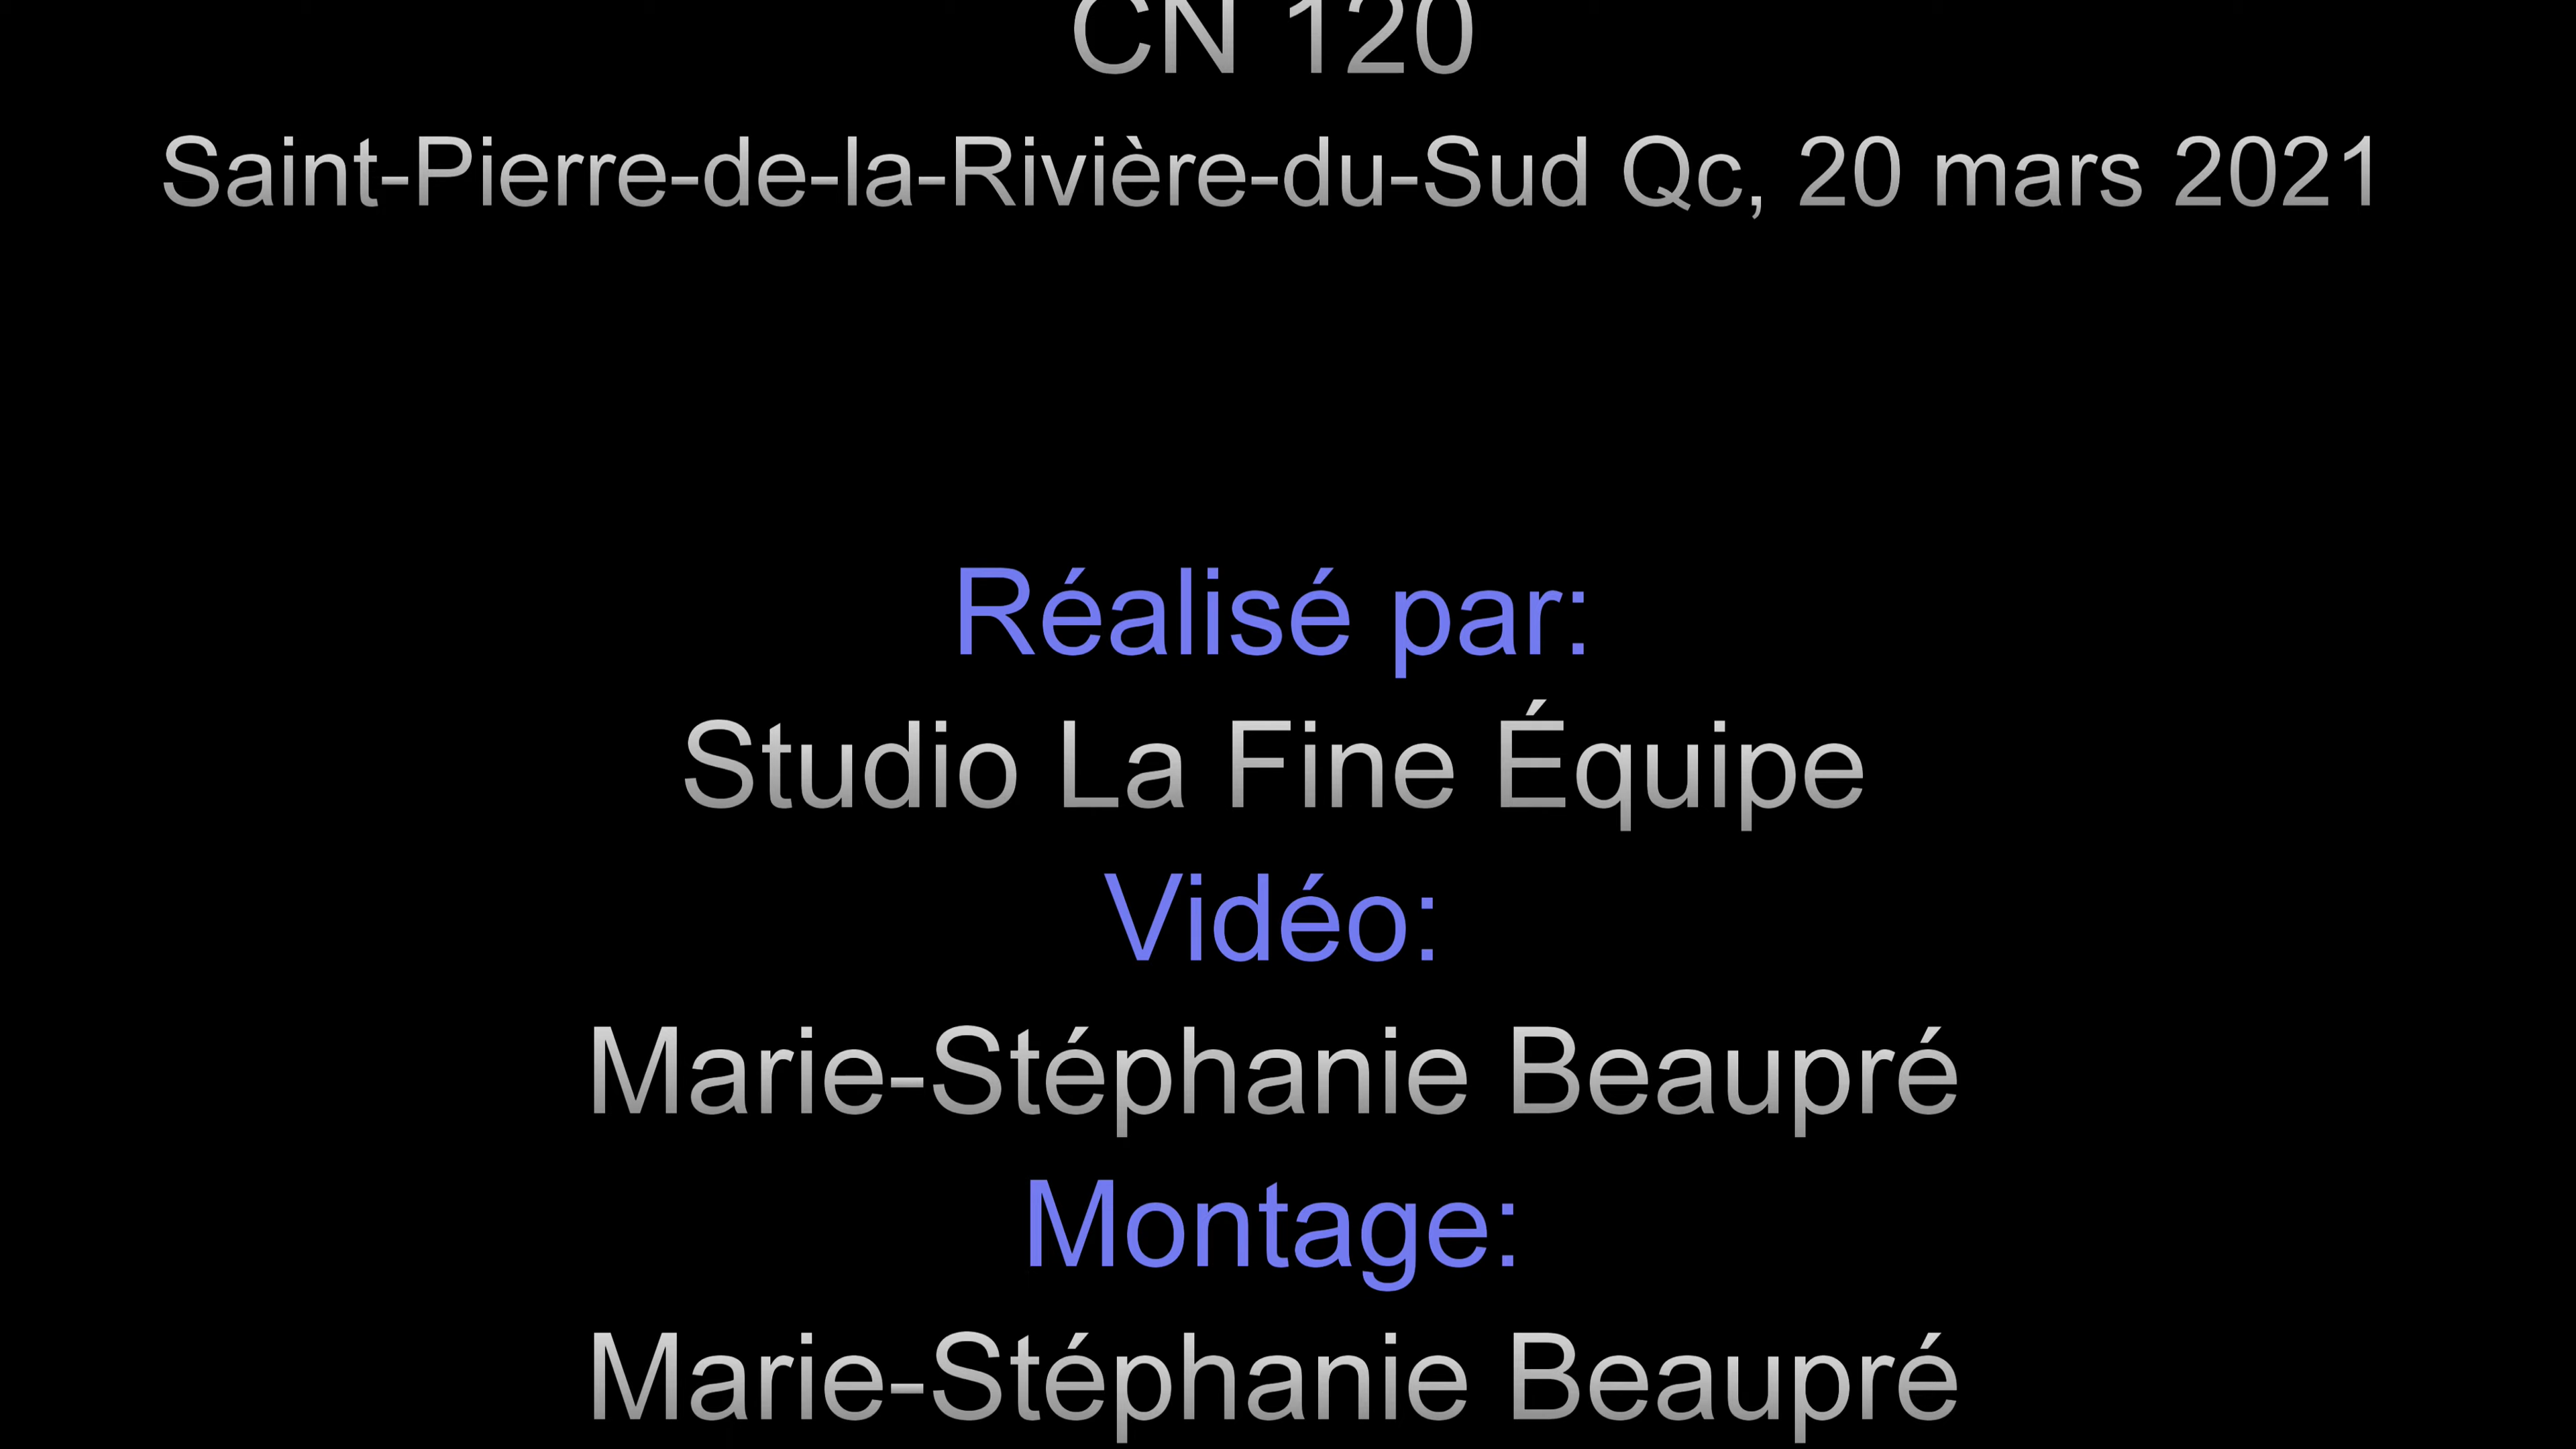 CN 120
Saint-Pierre-de-la-Rivière-du-Sud Qc, 20 mars 2021
Réalisé par:
Studio La Fine Équipe
Vidéo:
Marie-Stéphanie Beaupré
Montage:
Marie-Stéphanie Beaupré